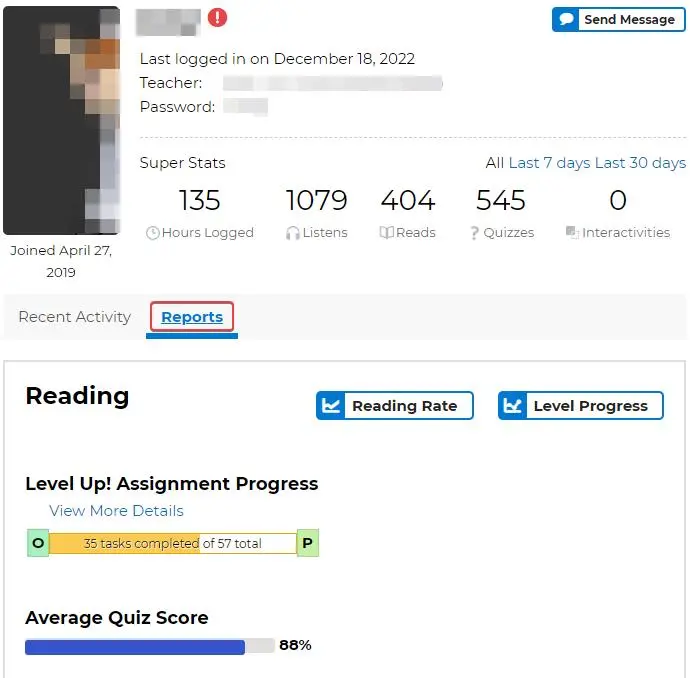 Send Message
Last logged in on December 18, 2022
Teacher:
Password:
Super Stats
All Last 7 days Last 30 days
135 1079 404 545 0
Hours Logged Listens Reads Quizzes Interactivities
Joined April 27,
2019
Recent Activity Reports
Reading
Reading Rate Level Progress
Level Up! Assignment Progress
View More Details
O 35 tasks completed of 57 total P
Average Quiz Score
88%